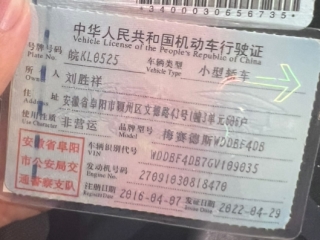 *3400030656735*
中华人民共和国机动车行驶证
Vehicle License of the People's Republic of China
号牌号码 皖KL0525 车辆类型 小型轿车
Plate No. Vehicle Type
所有人 刘胜祥
Owner
住址 安徽省阜阳市颍州区文德路43号1幢3单元601户
Address
使用性质 非营运 品牌型号 梅赛德斯WDDBF4DB
Use Character Model
安徽省阜阳市公安局交通警察支队
车辆识别代号 WDDBF4DB7GV109035
VIN
发动机号码 27091030818470
Engine No.
注册日期 2016-04-07 发证日期 2022-04-29
Register Date Issue Date